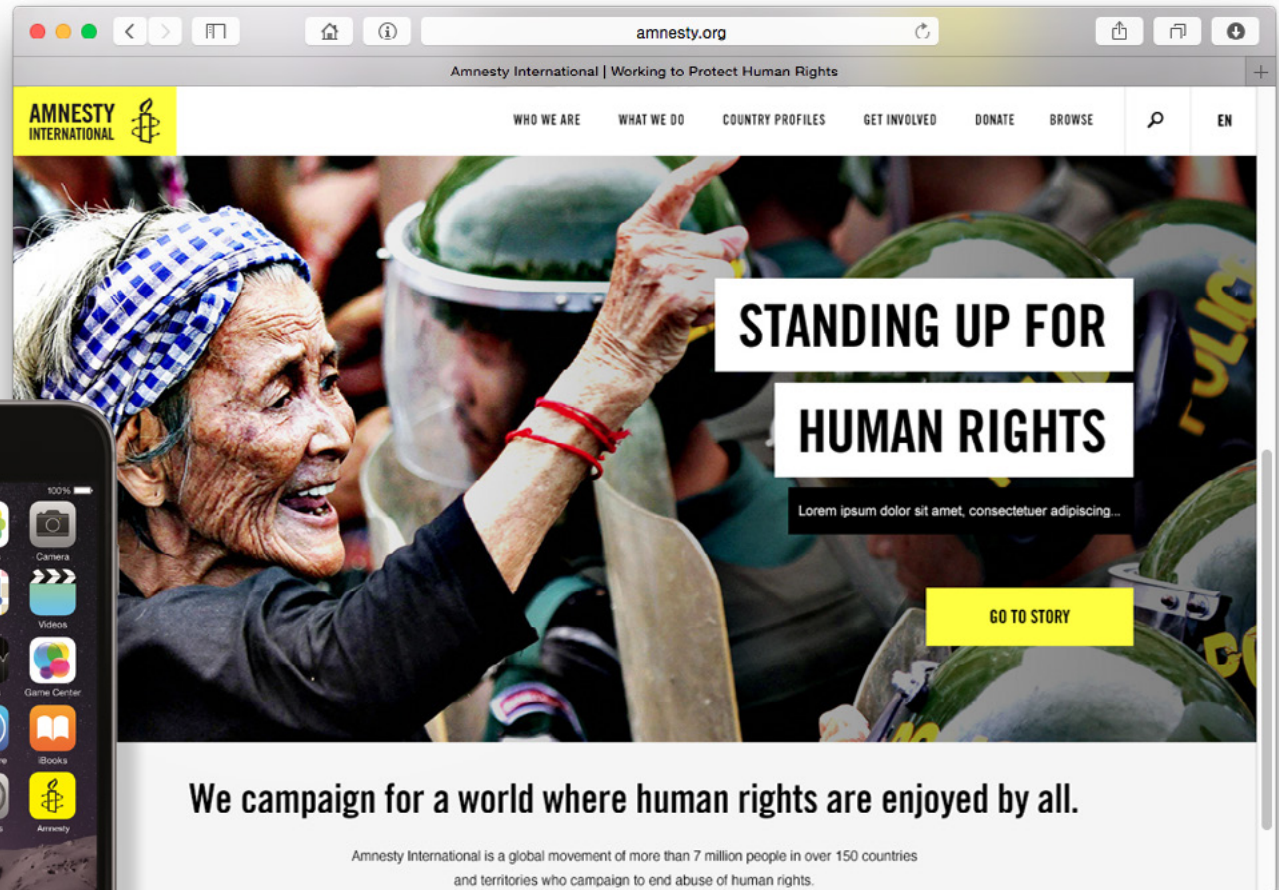 amnesty.org
Amnesty International | Working to Protect Human Rights
AMNESTY
INTERNATIONAL
WHO WE ARE
WHAT WE DO
COUNTRY PROFILES
GET INVOLVED
DONATE
BROWSE
EN
STANDING UP FOR
HUMAN RIGHTS
Lorem ipsum dolor sit amet, consectetuer adipiscing...
GO TO STORY
POLICE
100%
Camera
Videos
Game Center
iBooks
Amnesty
We campaign for a world where human rights are enjoyed by all.
Amnesty International is a global movement of more than 7 million people in over 150 countries
and territories who campaign to end abuse of human rights.